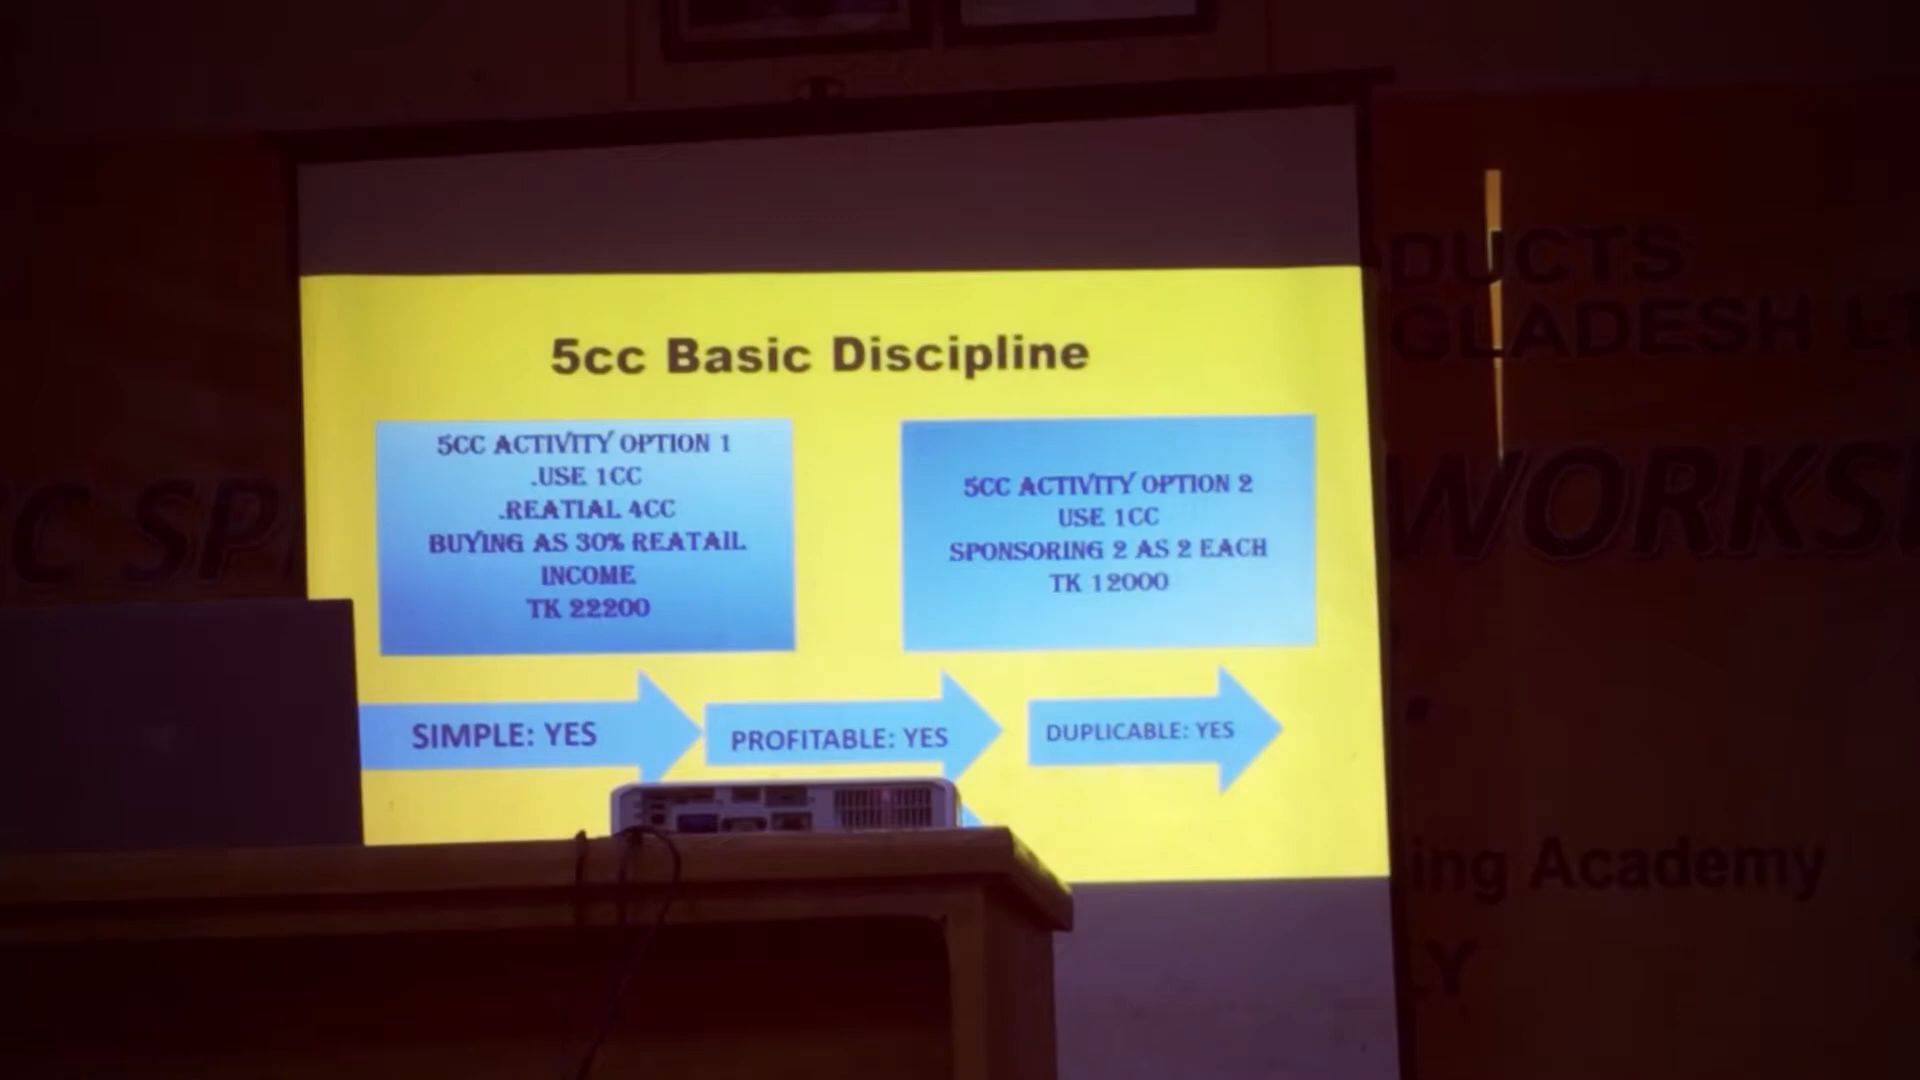 5cc Basic Discipline
5CC ACTIVITY OPTION 1
.USE 1CC
.REATIAL 4CC
BUYING AS 30% REATAIL
INCOME
TK 22200
5CC ACTIVITY OPTION 2
USE 1CC
SPONSORING 2 AS 2 EACH
TK 12000
SIMPLE: YES
PROFITABLE: YES
DUPLICABLE: YES
DUCTS
GLADESH LT
C SP
WORKS
ing Academy
Y